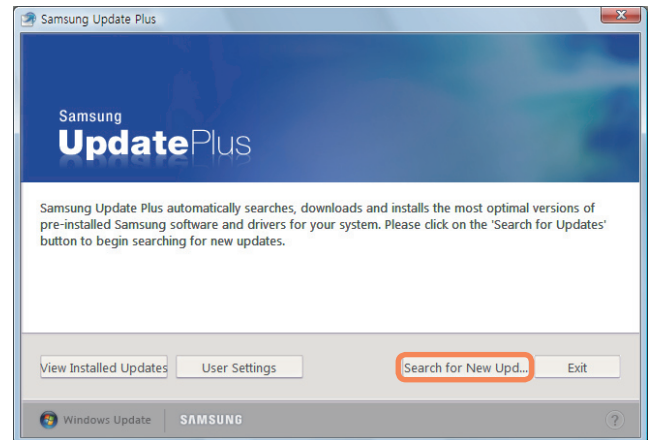 Samsung Update Plus
Samsung
UpdatePlus
Samsung Update Plus automatically searches, downloads and installs the most optimal versions of
pre-installed Samsung software and drivers for your system. Please click on the 'Search for Updates'
button to begin searching for new updates.
View Installed Updates
User Settings
Search for New Upd...
Exit
Windows Update
SAMSUNG
?